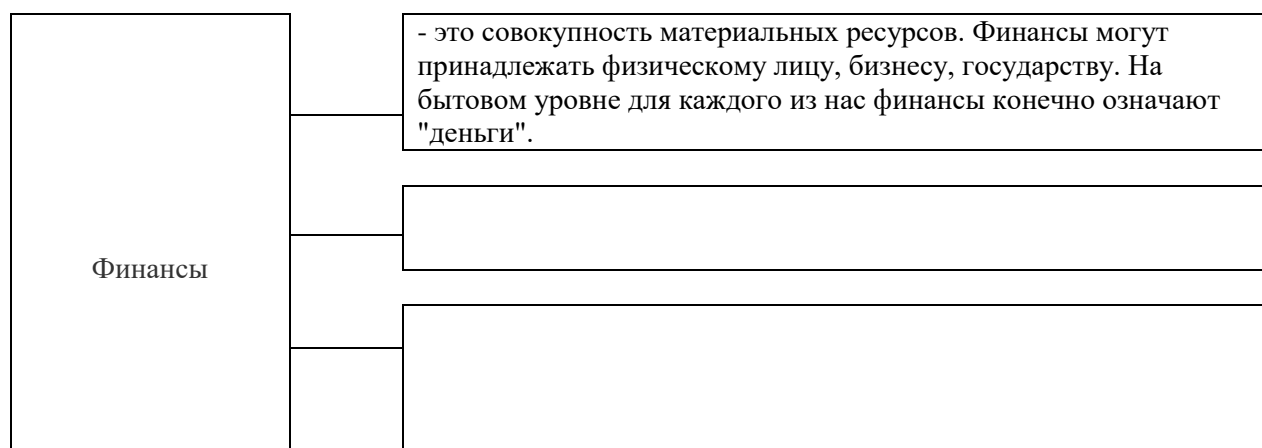 - это совокупность материальных ресурсов. Финансы могут
принадлежать физическому лицу, бизнесу, государству. На
бытовом уровне для каждого из нас финансы конечно означают
"деньги".
Финансы